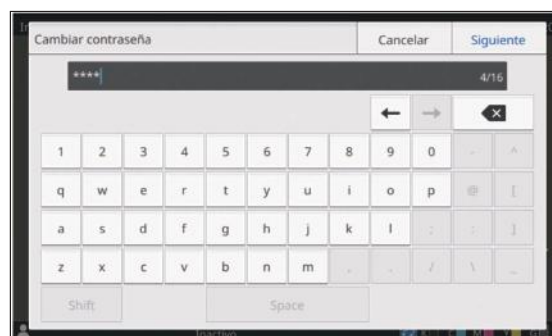 Cambiar contraseña Cancelar Siguiente
**** 4/16
← →
1 2 3 4 5 6 7 8 9 0 - ^
q w e r t y u i o p @ [
a s d f g h j k l ; : ]
z x c v b n m , . / \ _
Shift Space
Inactivo K C M Y